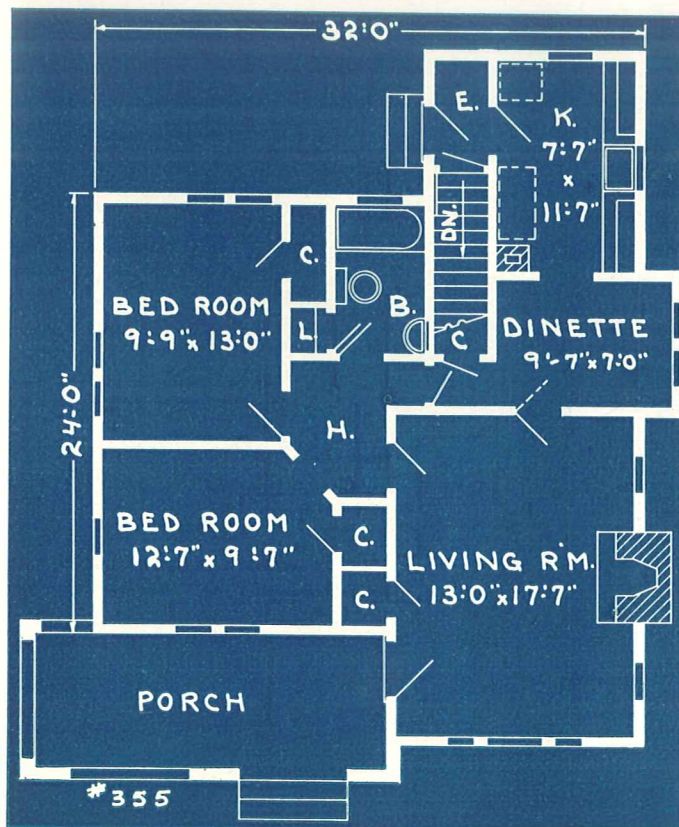 32'0"
E.
K.
7'7"
x
11'7"
DN.
C.
BED ROOM
9'9" x 13'0"
L.
B.
C
DINETTE
9'-7" x 7'0"
24'0"
H.
BED ROOM
12'7" x 9'7"
C.
LIVING R'M.
13'0" x 17'7"
C.
PORCH
#355